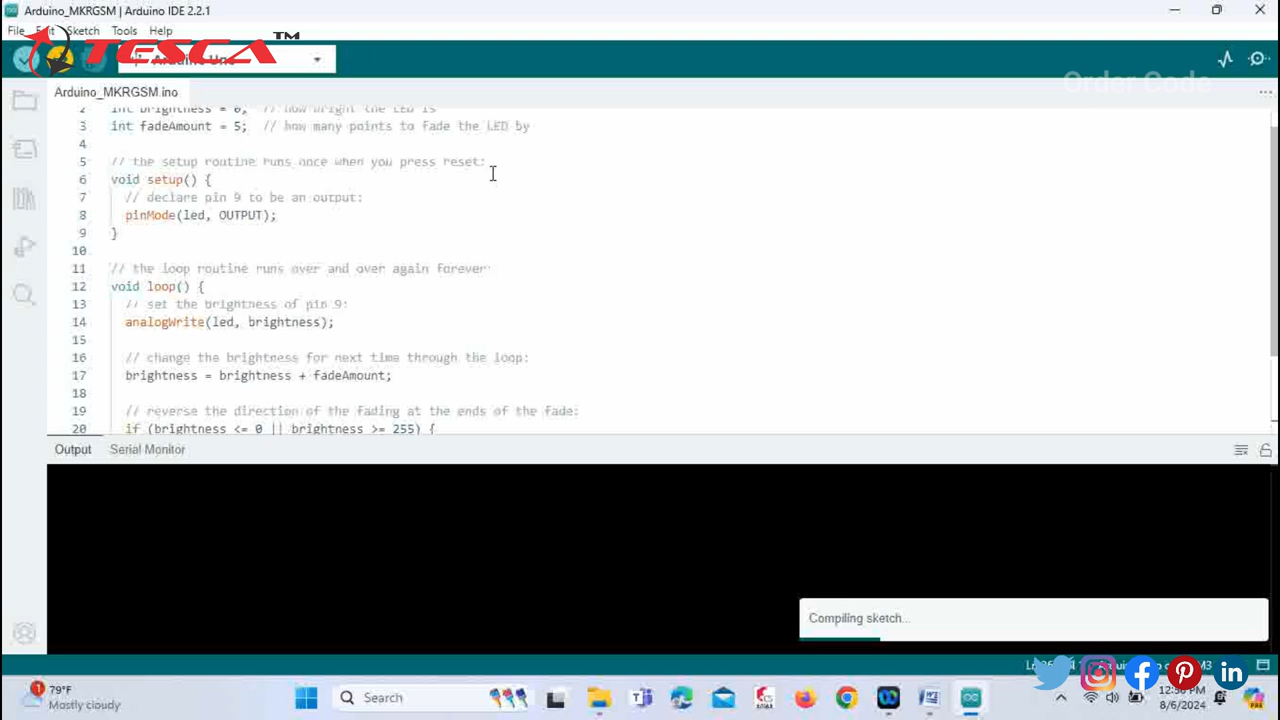 Arduino_MKRGSM | Arduino IDE 2.2.1
File Edit Sketch Tools Help
TESCA ™
Arduino Uno
Order Code
Arduino_MKRGSM.ino
2 int brightness = 0; // how bright the LED is
3 int fadeAmount = 5; // how many points to fade the LED by
4
5 // the setup routine runs once when you press reset:
6 void setup() {
7 // declare pin 9 to be an output:
8 pinMode(led, OUTPUT);
9 }
10
11 // the loop routine runs over and over again forever:
12 void loop() {
13 // set the brightness of pin 9:
14 analogWrite(led, brightness);
15
16 // change the brightness for next time through the loop:
17 brightness = brightness + fadeAmount;
18
19 // reverse the direction of the fading at the ends of the fade:
20 if (brightness <= 0 || brightness >= 255) {
Output Serial Monitor
Compiling sketch...
1
79°F
Mostly cloudy
Search
8/6/2024